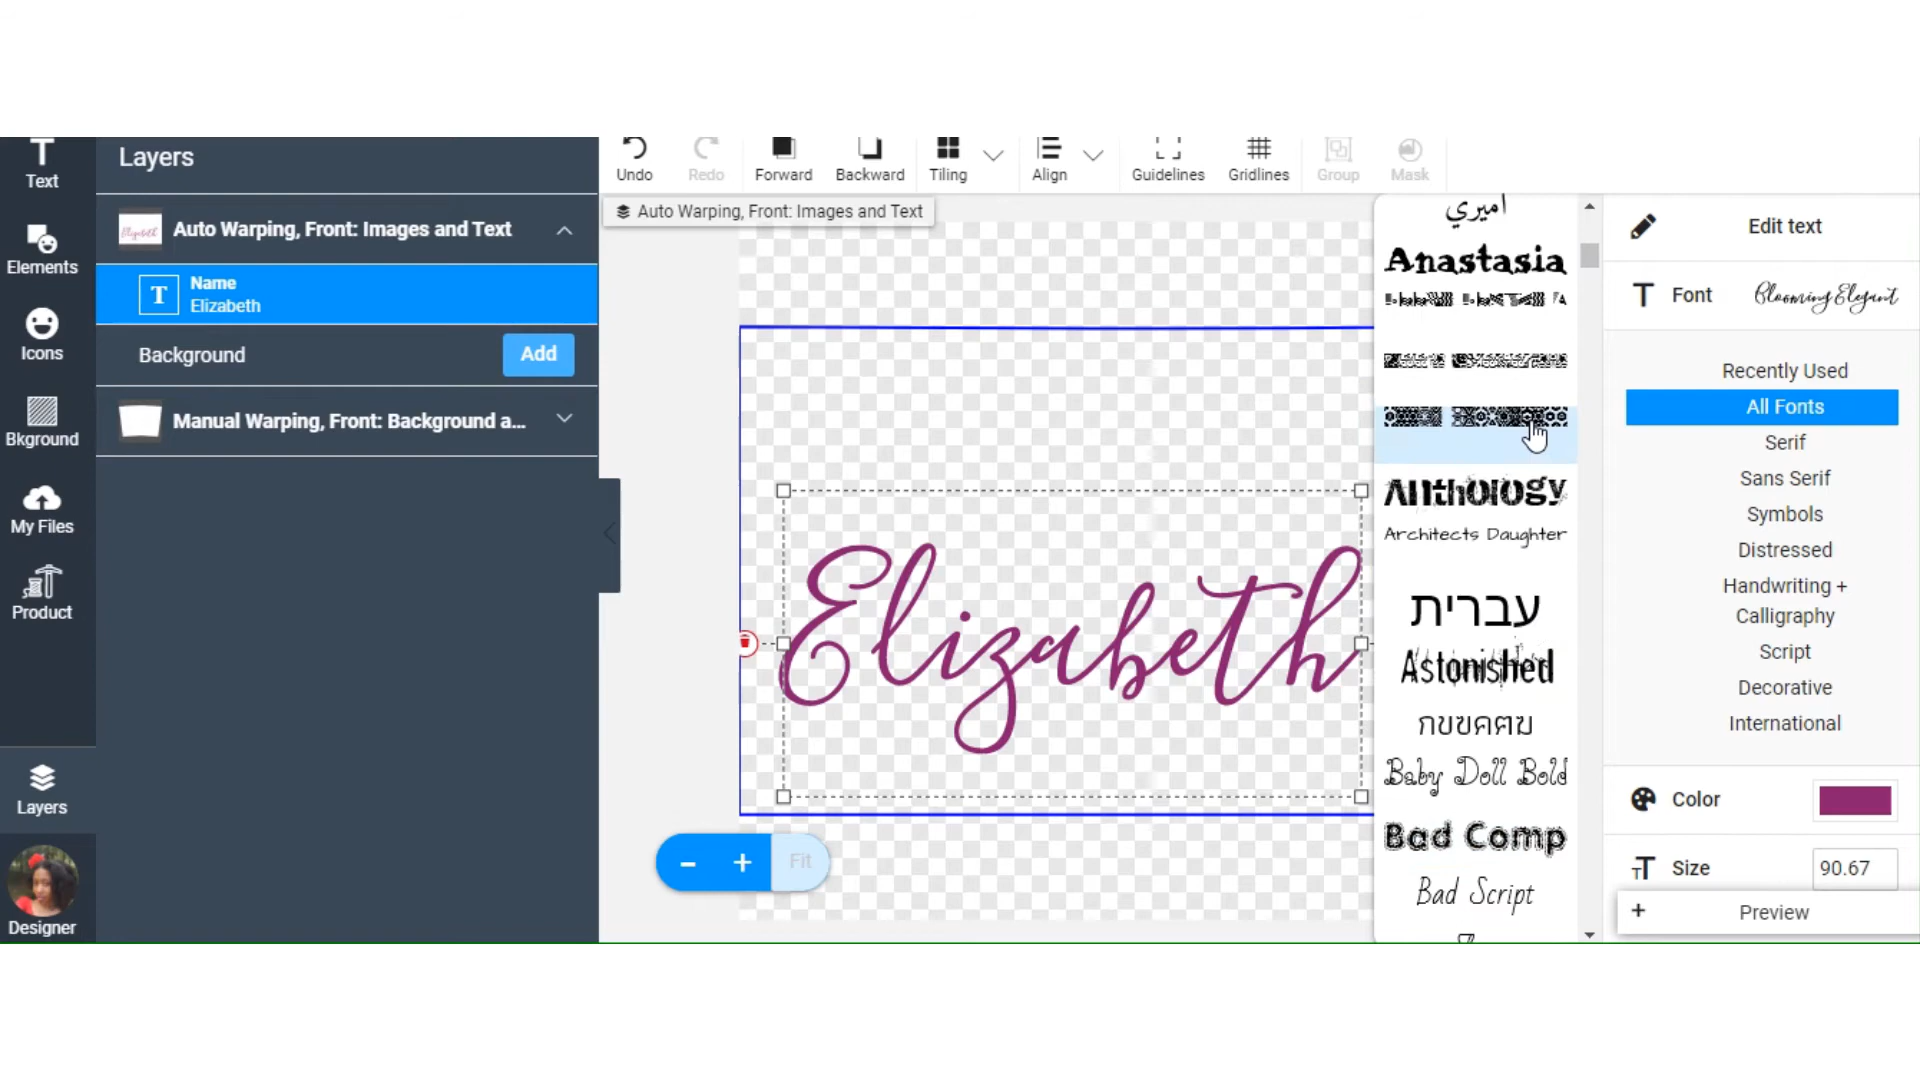 Text
Elements
Icons
Bkground
My Files
Product
Layers
Designer
Layers
Auto Warping, Front: Images and Text
T
Name
Elizabeth
Background
Add
Manual Warping, Front: Background a...
Undo
Redo
Forward
Backward
Tiling
Align
Guidelines
Gridlines
Group
Mask
Auto Warping, Front: Images and Text
Elizabeth
- + Fit
أميري
Anastasia
Anthology
Architects Daughter
עברית
Astonished
กขฃคฅฆ
Baby Doll Bold
Bad Comp
Bad Script
Edit text
Font
Blooming Elegant
Recently Used
All Fonts
Serif
Sans Serif
Symbols
Distressed
Handwriting +
Calligraphy
Script
Decorative
International
Color
Size
90.67
+ Preview